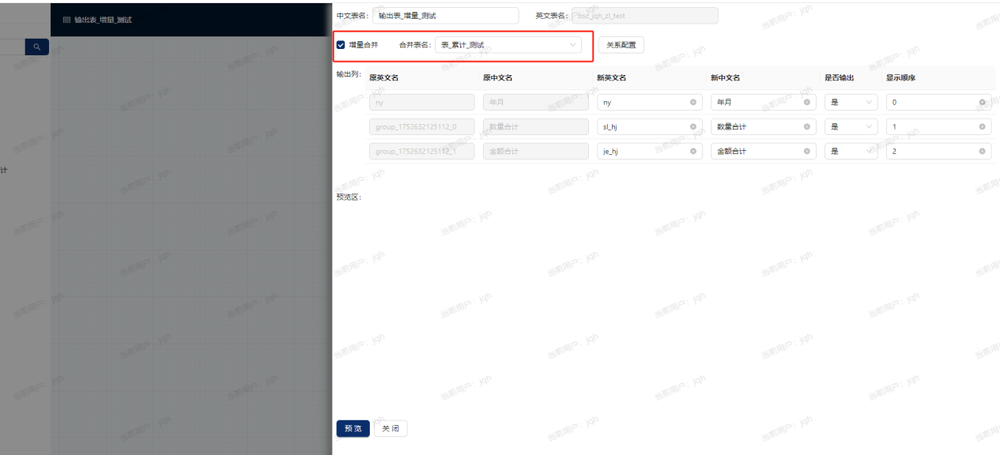 输出表_增量_测试
计
中文表名: 输出表_增量_测试 英文表名: bsc_jqh_zl_test
增量合并 合并表名: 表_累计_测试 关系配置
输出列: 原英文名 原中文名 新英文名 新中文名 是否输出 显示顺序
ny 年月 ny 年月 是 0
group_1752632125112_0 数量合计 sl_hj 数量合计 是 1
group_1752632125112_1 金额合计 je_hj 金额合计 是 2
预览区:
预 览 关 闭
当前用户: jqh